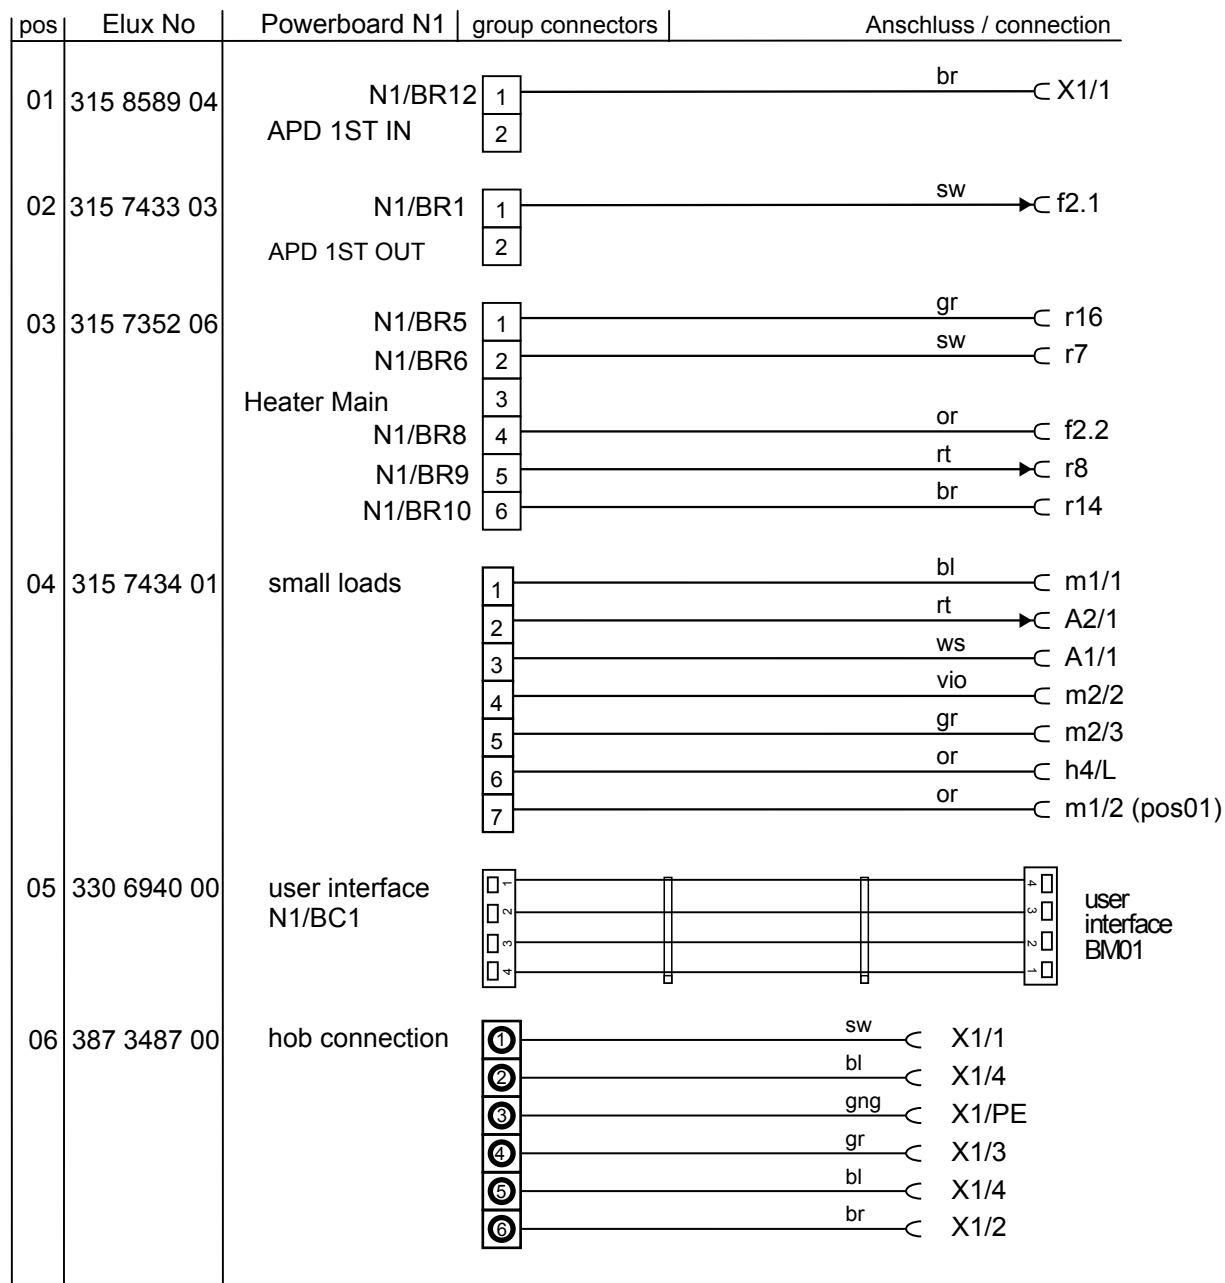 pos Elux No Powerboard N1 group connectors Anschluss / connection
01 315 8589 04 N1/BR12 1 br X1/1
APD 1ST IN 2
02 315 7433 03 N1/BR1 1 sw f2.1
APD 1ST OUT 2
03 315 7352 06 N1/BR5 1 gr r16
N1/BR6 2 sw r7
Heater Main 3
N1/BR8 4 or f2.2
N1/BR9 5 rt r8
N1/BR10 6 br r14
04 315 7434 01 small loads 1 bl m1/1
2 rt A2/1
3 ws A1/1
4 vio m2/2
5 gr m2/3
6 or h4/L
7 or m1/2 (pos01)
05 330 6940 00 user interface 1 4 user
N1/BC1 2 3 interface
3 2 BM01
4 1
06 387 3487 00 hob connection 1 sw X1/1
2 bl X1/4
3 gng X1/PE
4 gr X1/3
5 bl X1/4
6 br X1/2